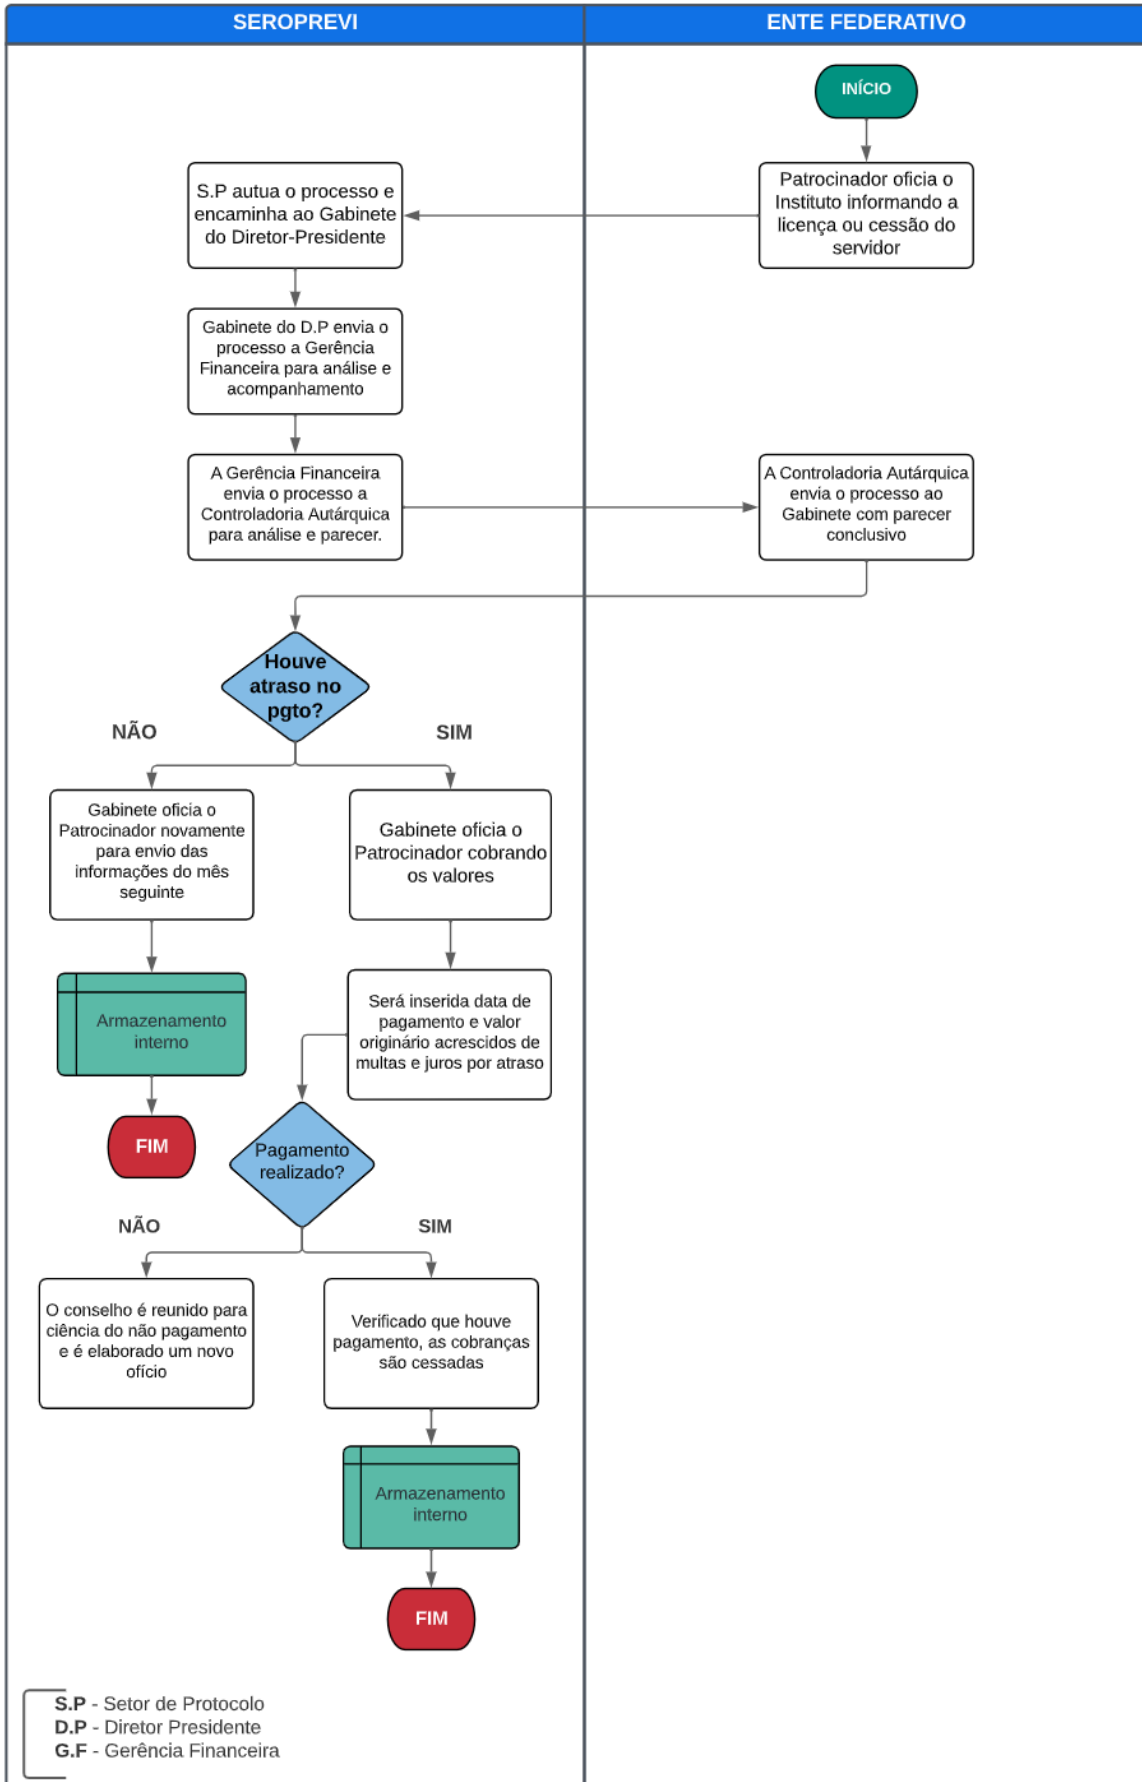 SEROPREVI
ENTE FEDERATIVO
INÍCIO
Patrocinador oficia o
Instituto informando a
licença ou cessão do
servidor
S.P autua o processo e
encaminha ao Gabinete
do Diretor-Presidente
Gabinete do D.P envia o
processo a Gerência
Financeira para análise e
acompanhamento
A Gerência Financeira
envia o processo a
Controladoria Autárquica
para análise e parecer.
A Controladoria Autárquica
envia o processo ao
Gabinete com parecer
conclusivo
Houve
atraso no
pgto?
NÃO
SIM
Gabinete oficia o
Patrocinador novamente
para envio das
informações do mês
seguinte
Gabinete oficia o
Patrocinador cobrando
os valores
Armazenamento
interno
Será inserida data de
pagamento e valor
originário acrescidos de
multas e juros por atraso
FIM
Pagamento
realizado?
NÃO
SIM
O conselho é reunido para
ciência do não pagamento
e é elaborado um novo
ofício
Verificado que houve
pagamento, as cobranças
são cessadas
Armazenamento
interno
FIM
S.P - Setor de Protocolo
D.P - Diretor Presidente
G.F - Gerência Financeira